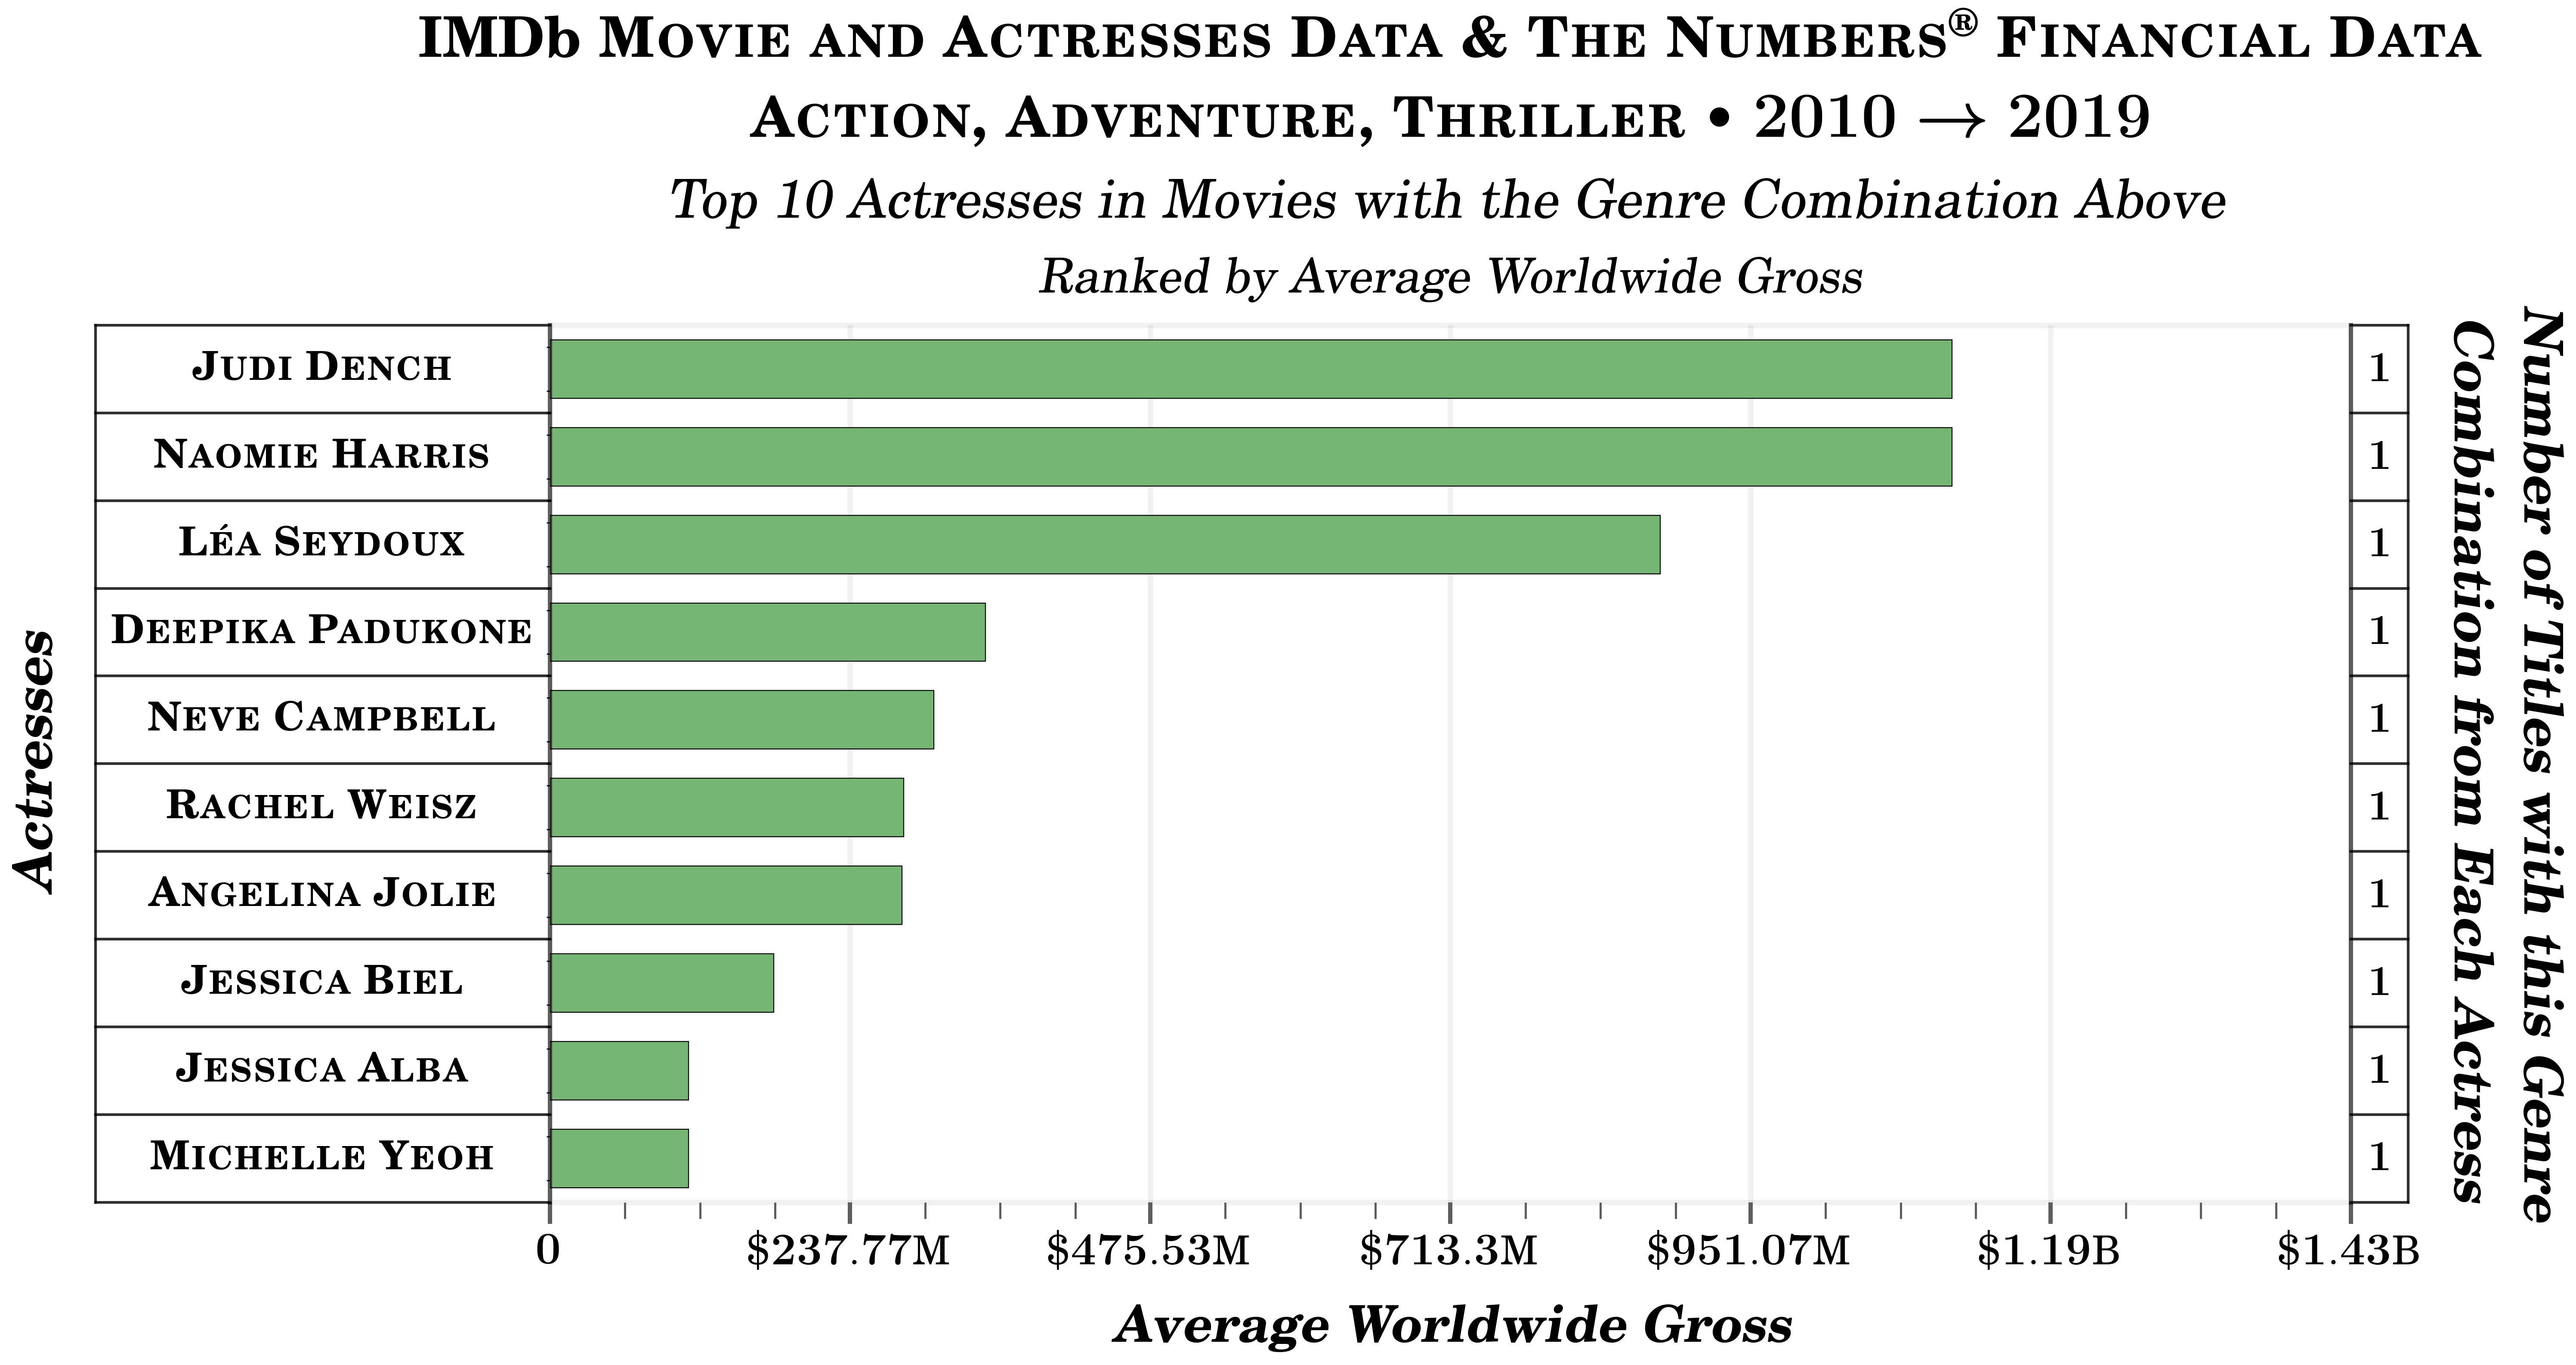 IMDb Movie and Actresses Data & The Numbers® Financial Data
Action, Adventure, Thriller • 2010 → 2019
Top 10 Actresses in Movies with the Genre Combination Above
Ranked by Average Worldwide Gross
Actresses
Judi Dench 1
Naomie Harris 1
Léa Seydoux 1
Deepika Padukone 1
Neve Campbell 1
Rachel Weisz 1
Angelina Jolie 1
Jessica Biel 1
Jessica Alba 1
Michelle Yeoh 1
Number of Titles with this Genre
Combination from Each Actress
0 $237.77M $475.53M $713.3M $951.07M $1.19B $1.43B
Average Worldwide Gross